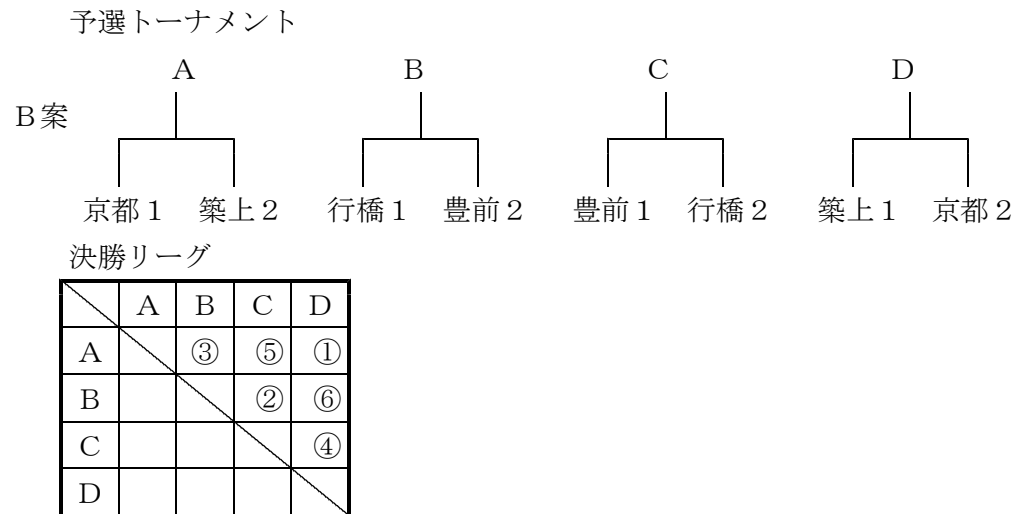 予選トーナメント
A B C D
B案
京都1 築上2 行橋1 豊前2 豊前1 行橋2 築上1 京都2
決勝リーグ
A B C D
A ③ ⑤ ①
B ② ⑥
C ④
D